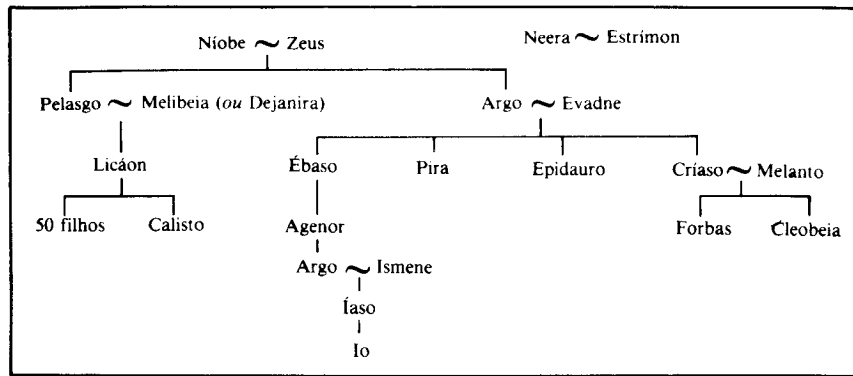 Níobe ~ Zeus Neera ~ Estrímon
Pelasgo ~ Melibeia (ou Dejanira) Argo ~ Evadne
Licáon Ébaso Pira Epidauro Críaso ~ Melanto
50 filhos Calisto Agenor Forbas Cleobeia
Argo ~ Ismene
Íaso
Io